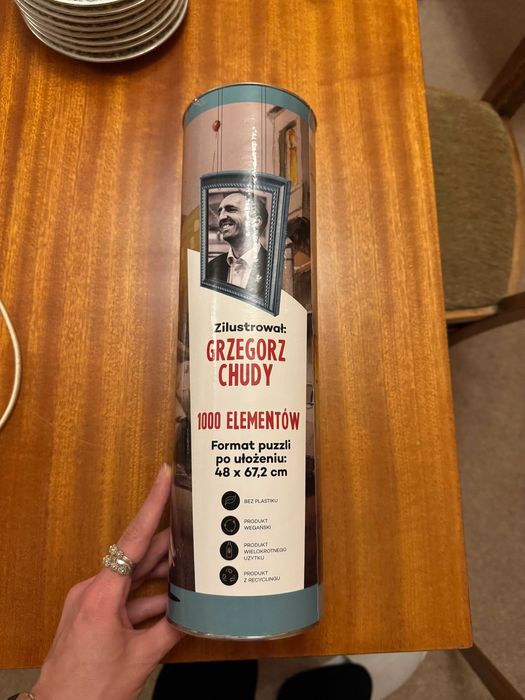 Zilustrował:
GRZEGORZ
CHUDY
1000 ELEMENTÓW
Format puzzli
po ułożeniu:
48 x 67,2 cm
BEZ PLASTIKU
PRODUKT
WEGAŃSKI
PRODUKT
WIELOKROTNEGO
UŻYTKU
PRODUKT
Z RECYCLINGU